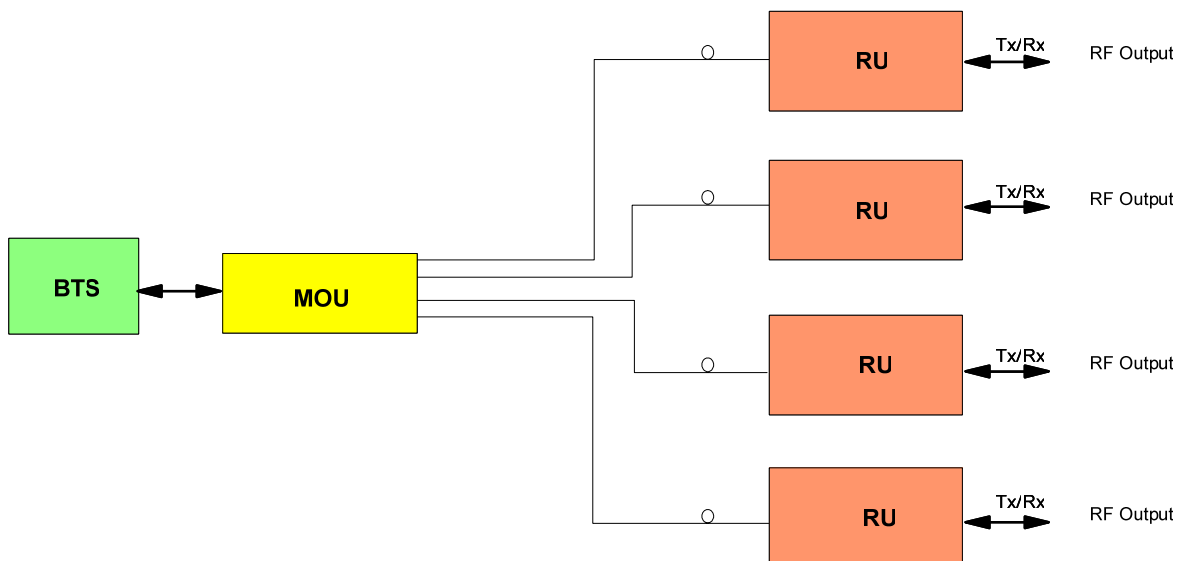 RU
Tx/Rx
RF Output
RU
Tx/Rx
RF Output
BTS
MOU
RU
Tx/Rx
RF Output
RU
Tx/Rx
RF Output